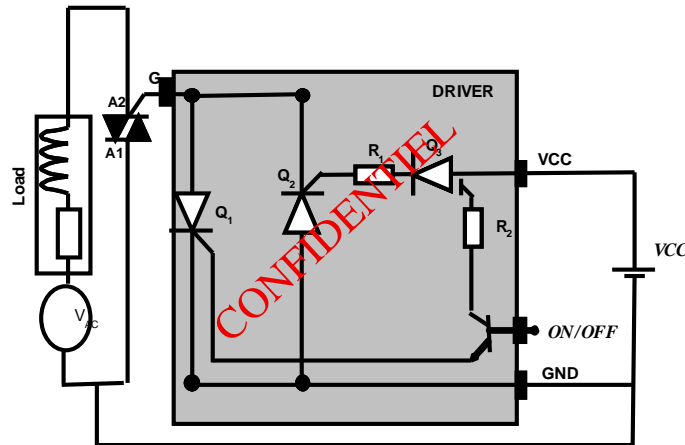 G
DRIVER
A2
A1
Load
R1
Q3
Q2
VCC
Q1
R2
VCC
VAC
ON/OFF
GND
CONFIDENTIEL